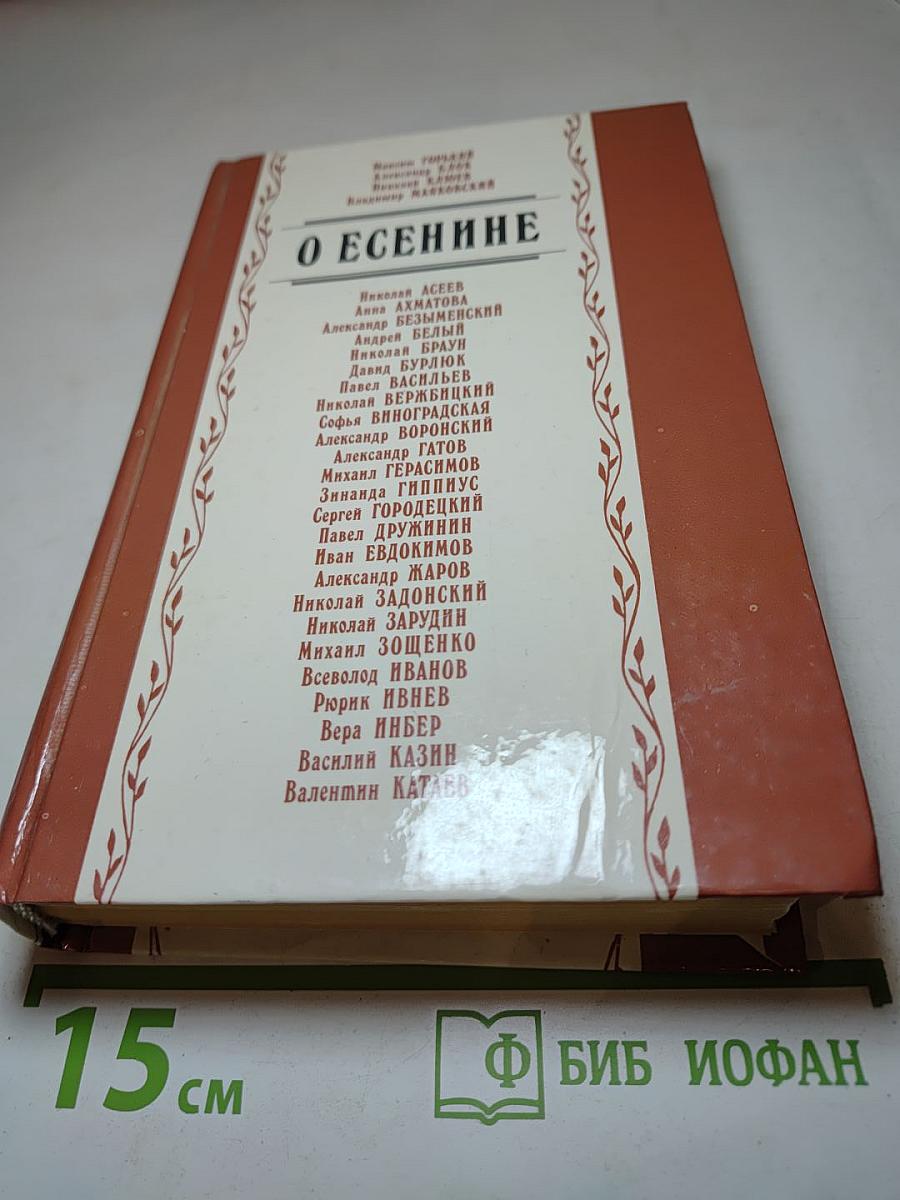 Максим ГОРЬКИЙ
Александр БЛОК
Николай КЛЮЕВ
Владимир МАЯКОВСКИЙ
О ЕСЕНИНЕ
Николай АСЕЕВ
Анна АХМАТОВА
Александр БЕЗЫМЕНСКИЙ
Андрей БЕЛЫЙ
Николай БРАУН
Давид БУРЛЮК
Павел ВАСИЛЬЕВ
Николай ВЕРЖБИЦКИЙ
Софья ВИНОГРАДСКАЯ
Александр ВОРОНСКИЙ
Александр ГАТОВ
Михаил ГЕРАСИМОВ
Зинаида ГИППИУС
Сергей ГОРОДЕЦКИЙ
Павел ДРУЖИНИН
Иван ЕВДОКИМОВ
Александр ЖАРОВ
Николай ЗАДОНСКИЙ
Николай ЗАРУДИН
Михаил ЗОЩЕНКО
Всеволод ИВАНОВ
Рюрик ИВНЕВ
Вера ИНБЕР
Василий КАЗИН
Валентин КАТАЕВ
15 см
Ф БИБ ИОФАН